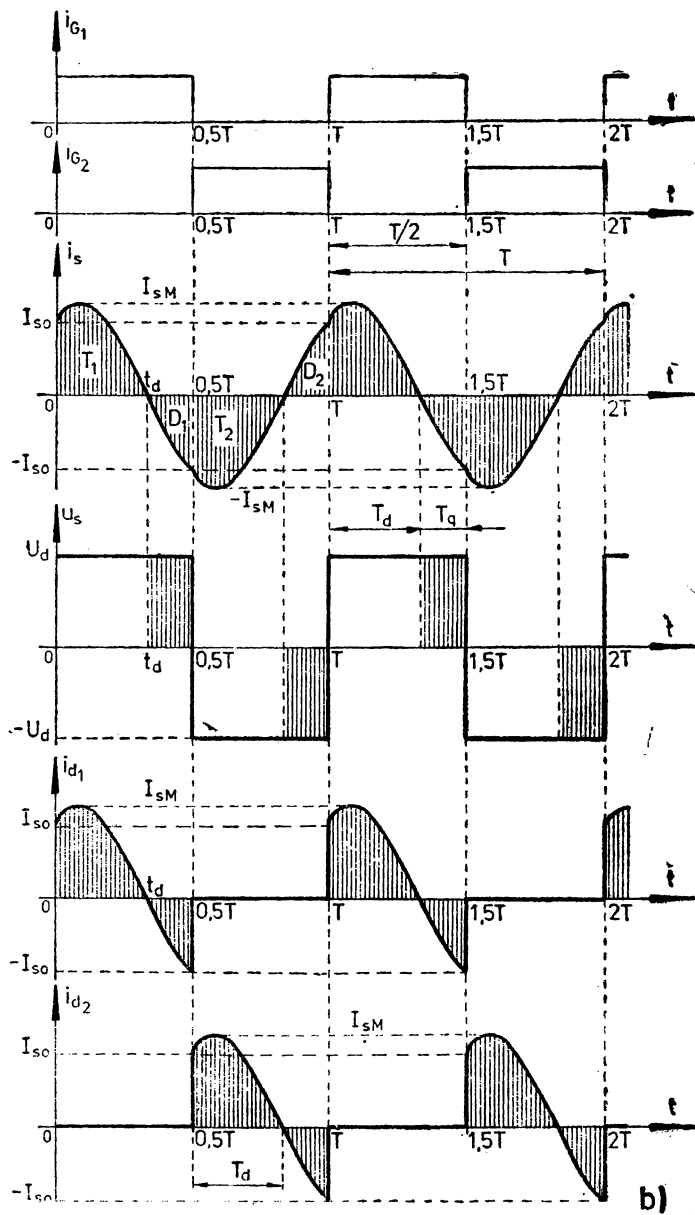 i_G1
t
0 0,5T T 1,5T 2T
i_G2
t
0 0,5T T 1,5T 2T
T/2
i_s
T
I_sM
I_so
T_1 t_d 0,5T D_2 1,5T t
0 D_1 T_2 T 2T
-I_so
-I_sM
u_s T_d T_q
U_d
t
0 t_d 0,5T T 1,5T 2T
-U_d
i_d1
I_sM
I_so
t_d t
0 0,5T T 1,5T 2T
-I_so
i_d2
I_sM
I_so
t
0 0,5T T 1,5T 2T
T_d
-I_so
b)